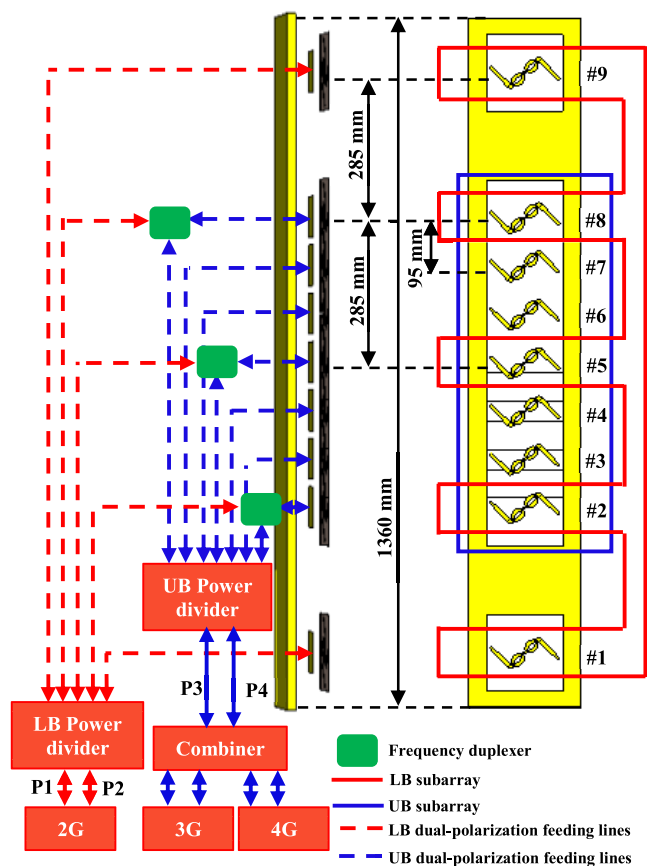 #9
285 mm
#8
95 mm
#7
285 mm
#6
#5
#4
#3
1360 mm
#2
UB Power
divider
#1
P3
P4
LB Power
divider
Combiner
Frequency duplexer
P1
P2
LB subarray
UB subarray
2G
3G
4G
LB dual-polarization feeding lines
UB dual-polarization feeding lines